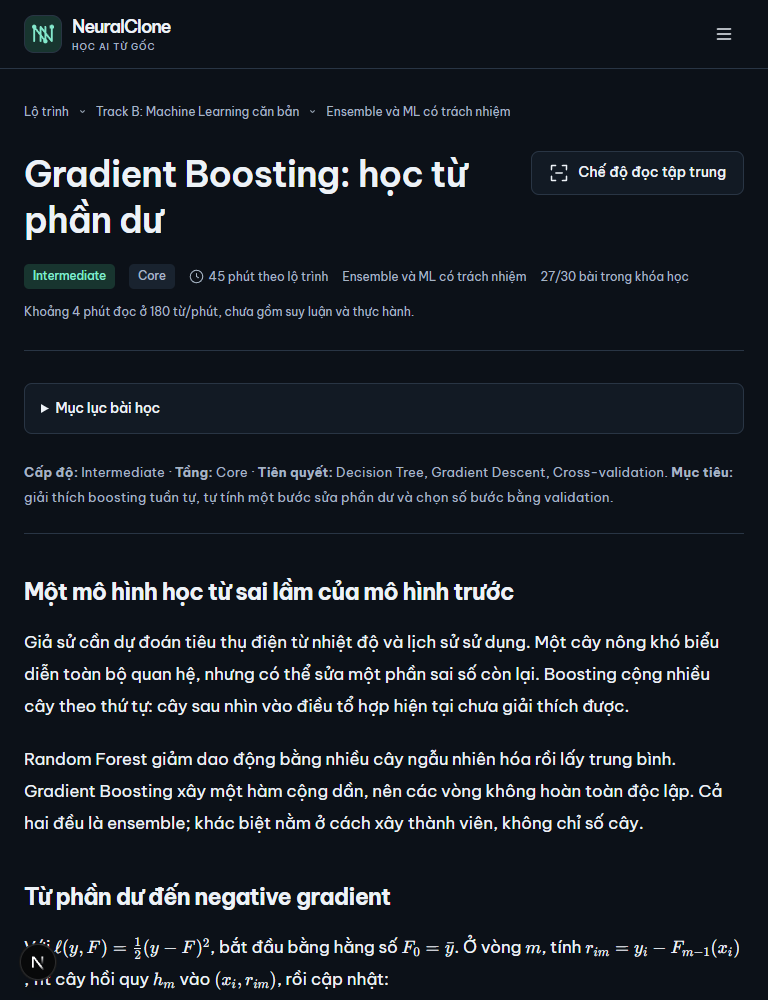 NeuralClone
HỌC AI TỪ GỐC
Lộ trình ⌄ Track B: Machine Learning căn bản ⌄ Ensemble và ML có trách nhiệm
Gradient Boosting: học từ
phần dư
Chế độ đọc tập trung
Intermediate Core 45 phút theo lộ trình Ensemble và ML có trách nhiệm 27/30 bài trong khóa học
Khoảng 4 phút đọc ở 180 từ/phút, chưa gồm suy luận và thực hành.
▶ Mục lục bài học
Cấp độ: Intermediate · Tầng: Core · Tiên quyết: Decision Tree, Gradient Descent, Cross-validation. Mục tiêu:
giải thích boosting tuần tự, tự tính một bước sửa phần dư và chọn số bước bằng validation.
Một mô hình học từ sai lầm của mô hình trước
Giả sử cần dự đoán tiêu thụ điện từ nhiệt độ và lịch sử sử dụng. Một cây nông khó biểu
diễn toàn bộ quan hệ, nhưng có thể sửa một phần sai số còn lại. Boosting cộng nhiều
cây theo thứ tự: cây sau nhìn vào điều tổ hợp hiện tại chưa giải thích được.
Random Forest giảm dao động bằng nhiều cây ngẫu nhiên hóa rồi lấy trung bình.
Gradient Boosting xây một hàm cộng dần, nên các vòng không hoàn toàn độc lập. Cả
hai đều là ensemble; khác biệt nằm ở cách xây thành viên, không chỉ số cây.
Từ phần dư đến negative gradient
ℓ(y, F) = ½(y − F)², bắt đầu bằng hằng số F₀ = ȳ. Ở vòng m, tính rᵢₘ = yᵢ − Fₘ₋₁(xᵢ)
N
cây hồi quy hₘ vào (xᵢ, rᵢₘ), rồi cập nhật: